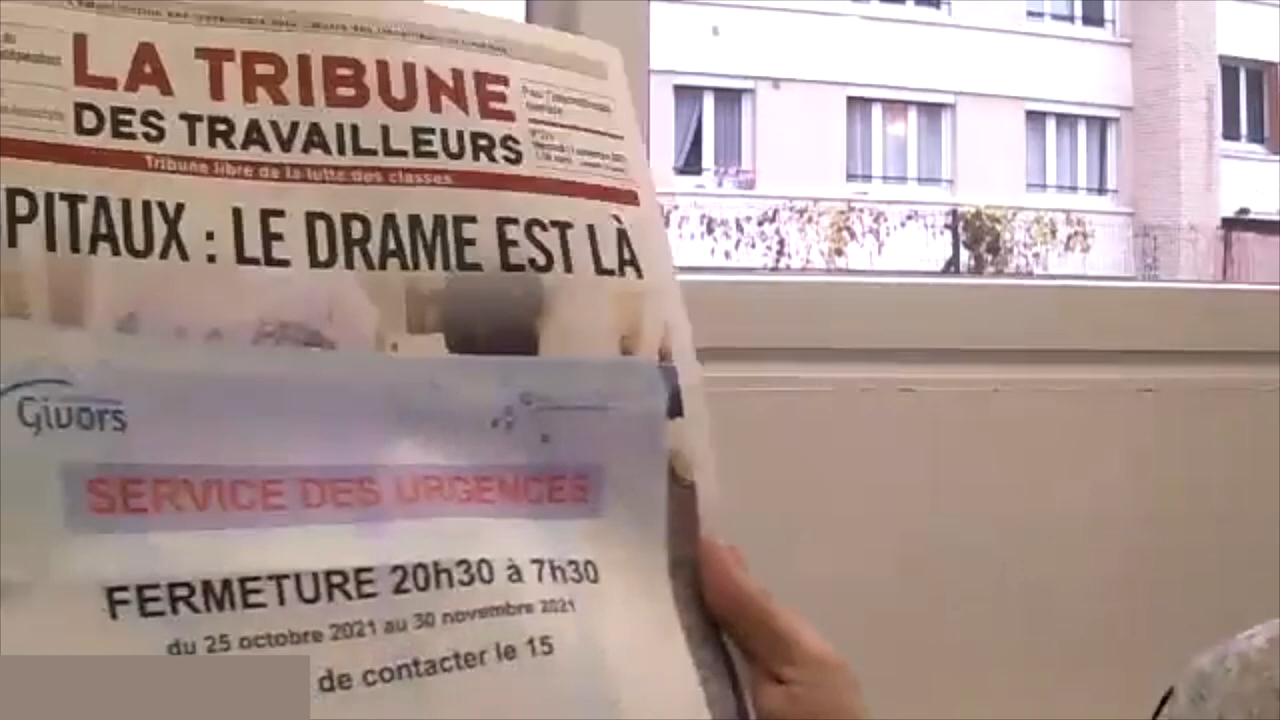 LA TRIBUNE
DES TRAVAILLEURS
Tribune libre de la lutte des classes
PITAUX : LE DRAME EST LÀ
Givors
SERVICE DES URGENCES
FERMETURE 20h30 à 7h30
du 25 octobre 2021 au 30 novembre 2021
de contacter le 15